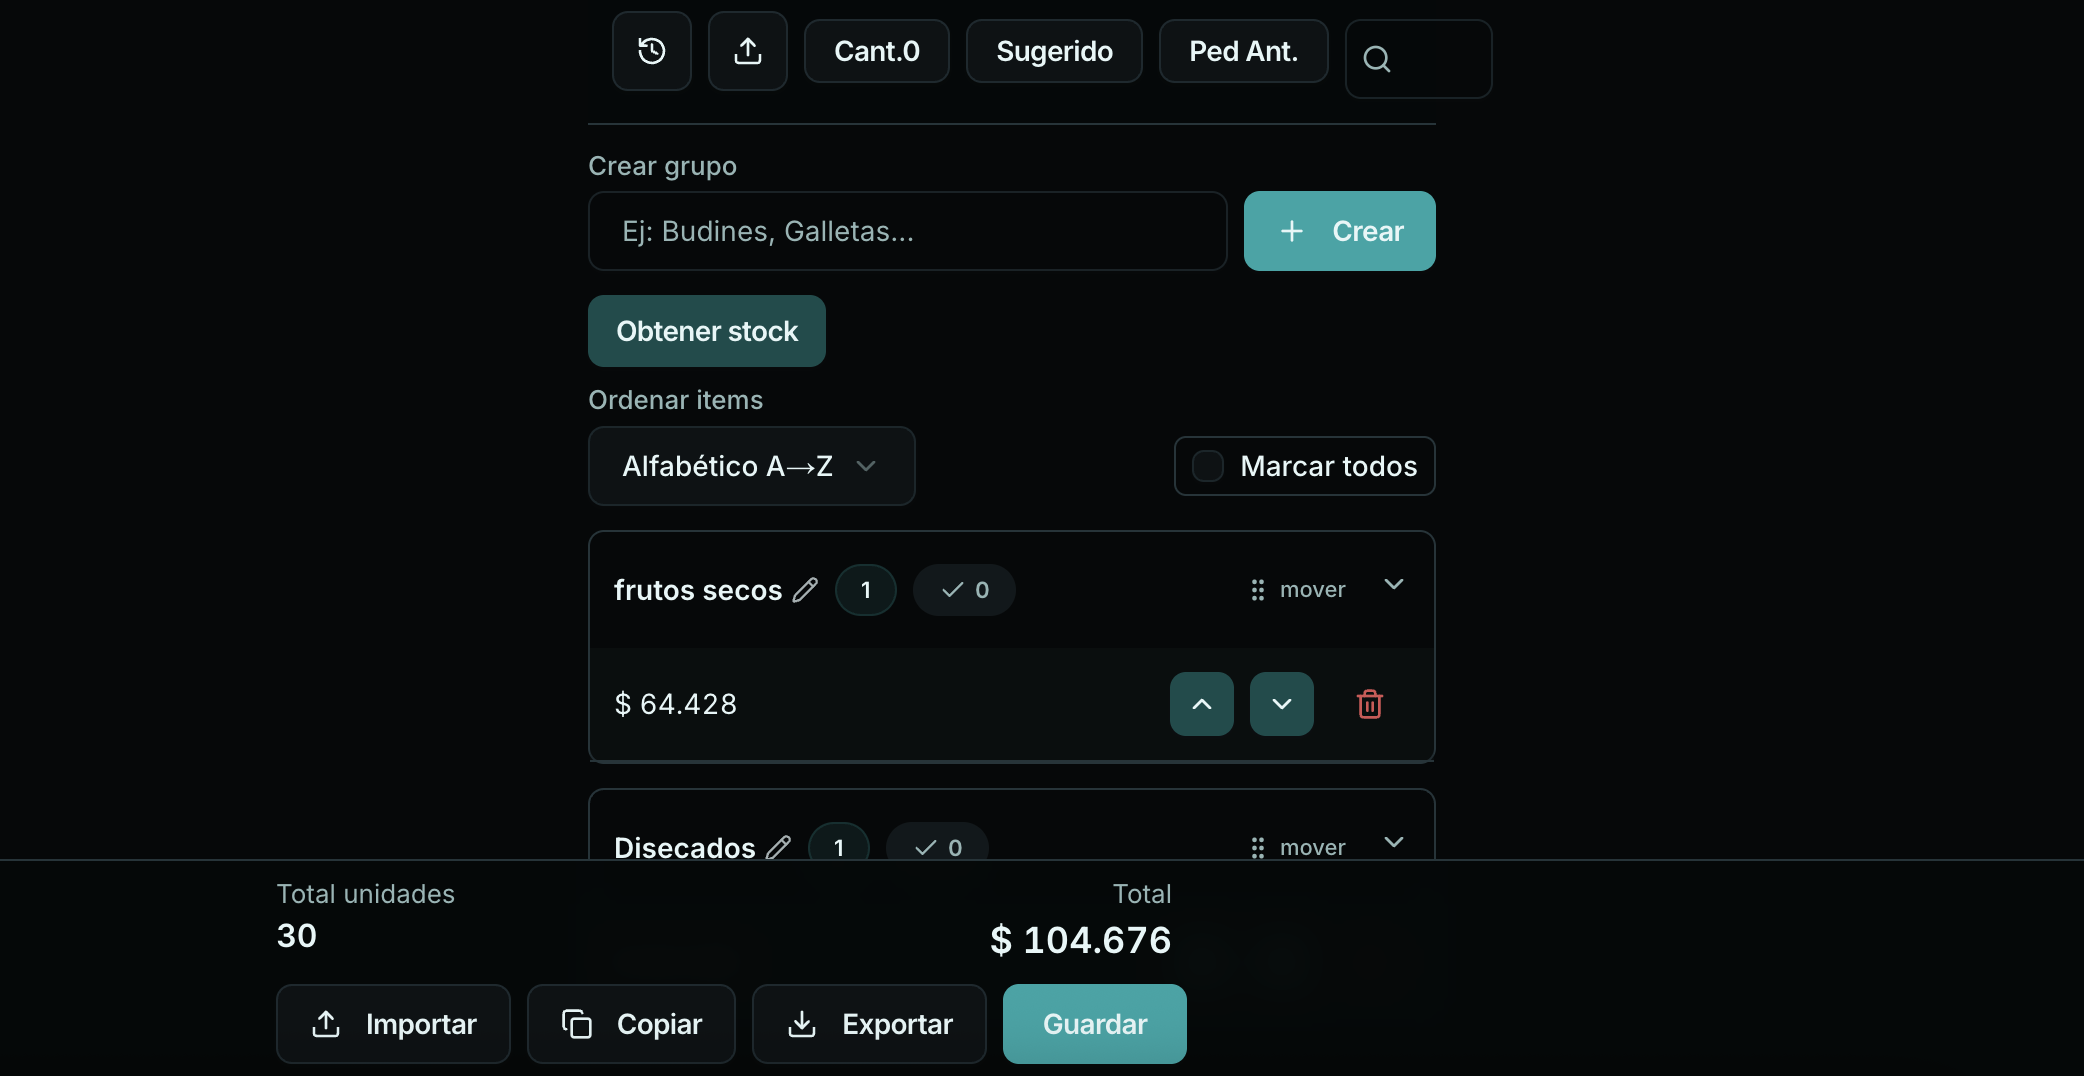 Cant.0 Sugerido Ped Ant.
Crear grupo
Ej: Budines, Galletas...
Crear
Obtener stock
Ordenar items
Alfabético A→Z
Marcar todos
frutos secos 1 0 mover
$ 64.428
Disecados 1 0 mover
Total unidades
30
Total
$ 104.676
Importar Copiar Exportar Guardar